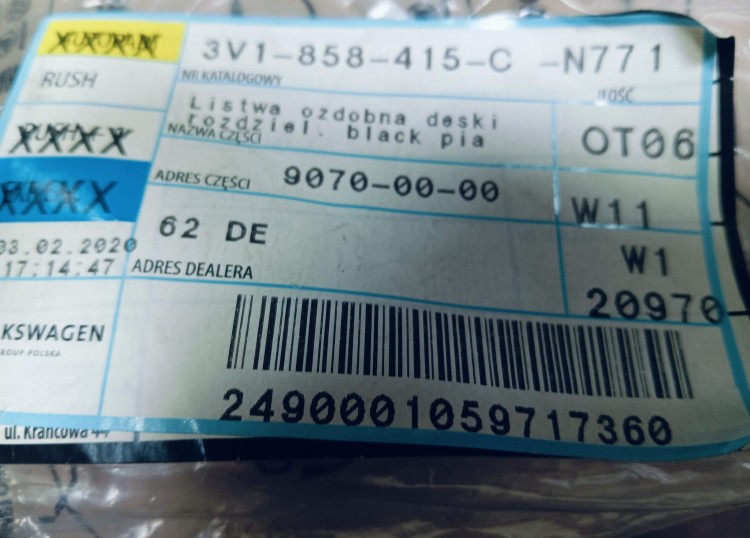 3V1-858-415-C -N771
NR KATALOGOWY
RUSH
ILOŚĆ
Listwa ozdobna deski
rozdziel. black pia
NAZWA CZĘŚCI
OT06
XXXX
XXXX
ADRES CZĘŚCI 9070-00-00
W11
62 DE
W1
03.02.2020
17:14:47
ADRES DEALERA
20970-
KSWAGEN
ROUP POLSKA
2490001059717360
ul. Krańcowa 44